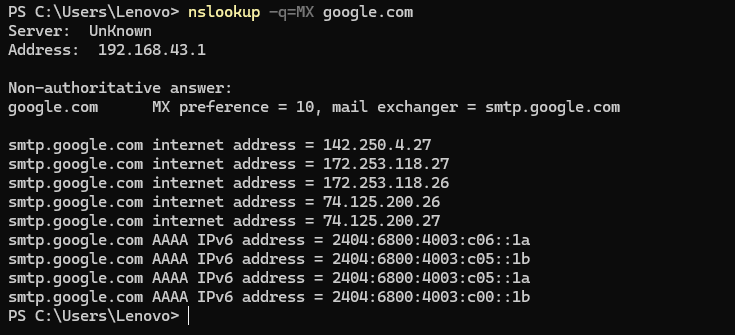 PS C:\Users\Lenovo> nslookup -q=MX google.com
Server:  UnKnown
Address:  192.168.43.1

Non-authoritative answer:
google.com      MX preference = 10, mail exchanger = smtp.google.com

smtp.google.com internet address = 142.250.4.27
smtp.google.com internet address = 172.253.118.27
smtp.google.com internet address = 172.253.118.26
smtp.google.com internet address = 74.125.200.26
smtp.google.com internet address = 74.125.200.27
smtp.google.com AAAA IPv6 address = 2404:6800:4003:c06::1a
smtp.google.com AAAA IPv6 address = 2404:6800:4003:c05::1b
smtp.google.com AAAA IPv6 address = 2404:6800:4003:c05::1a
smtp.google.com AAAA IPv6 address = 2404:6800:4003:c00::1b
PS C:\Users\Lenovo>